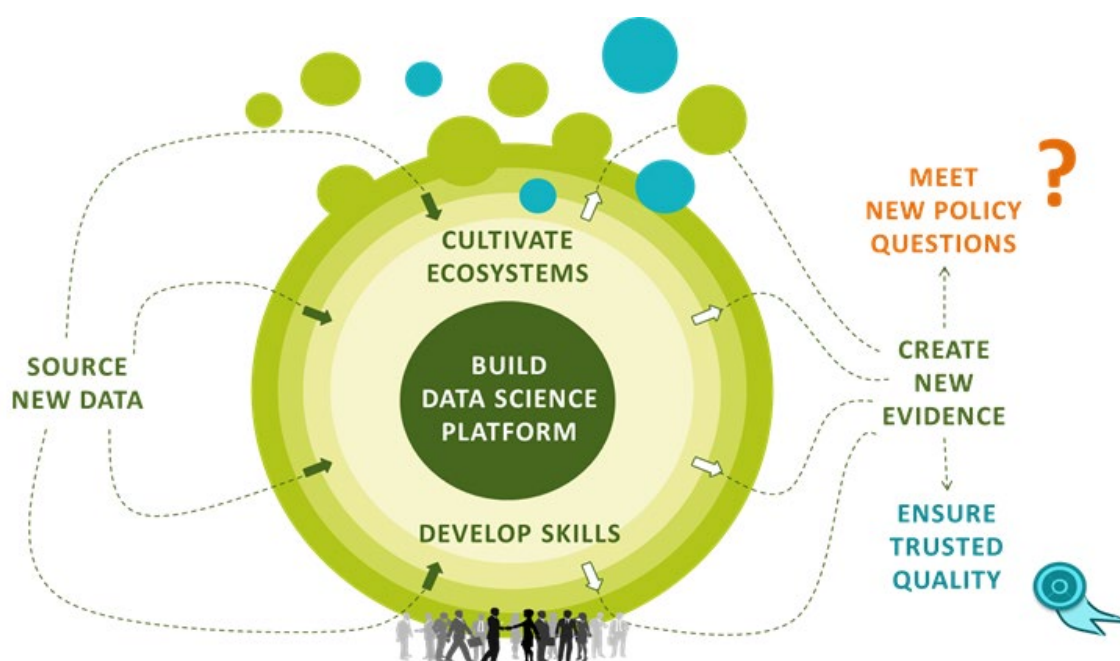 SOURCE
NEW DATA
CULTIVATE
ECOSYSTEMS
BUILD
DATA SCIENCE
PLATFORM
DEVELOP SKILLS
MEET
NEW POLICY
QUESTIONS
?
CREATE
NEW
EVIDENCE
ENSURE
TRUSTED
QUALITY